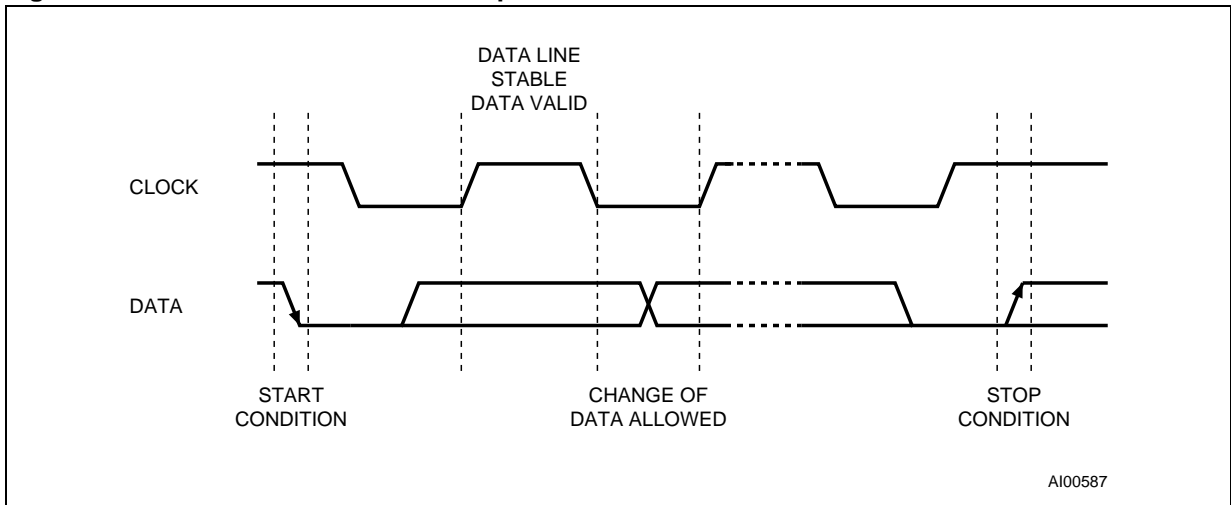 DATA LINE
STABLE
DATA VALID
CLOCK
DATA
START
CONDITION
CHANGE OF
DATA ALLOWED
STOP
CONDITION
AI00587